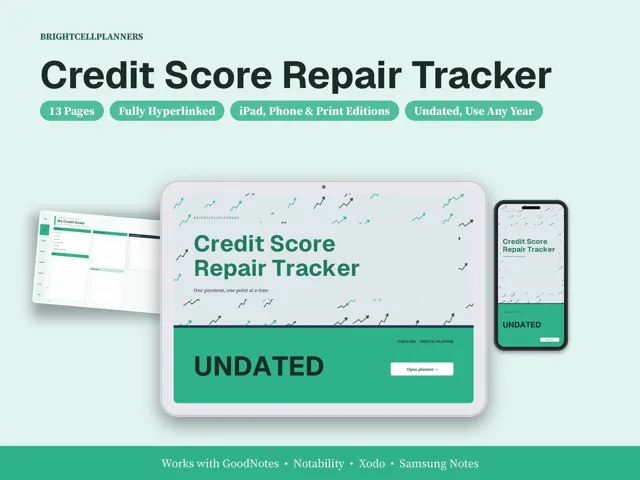 BRIGHTCELLPLANNERS
Credit Score Repair Tracker
13 Pages
Fully Hyperlinked
iPad, Phone & Print Editions
Undated, Use Any Year
My Credit Goals
BRIGHTCELLPLANNERS
Credit Score
Repair Tracker
One payment, one point at a time
UNDATED · DIGITAL PLANNER
UNDATED
Open planner
Credit Score
Repair Tracker
UNDATED
Works with GoodNotes • Notability • Xodo • Samsung Notes